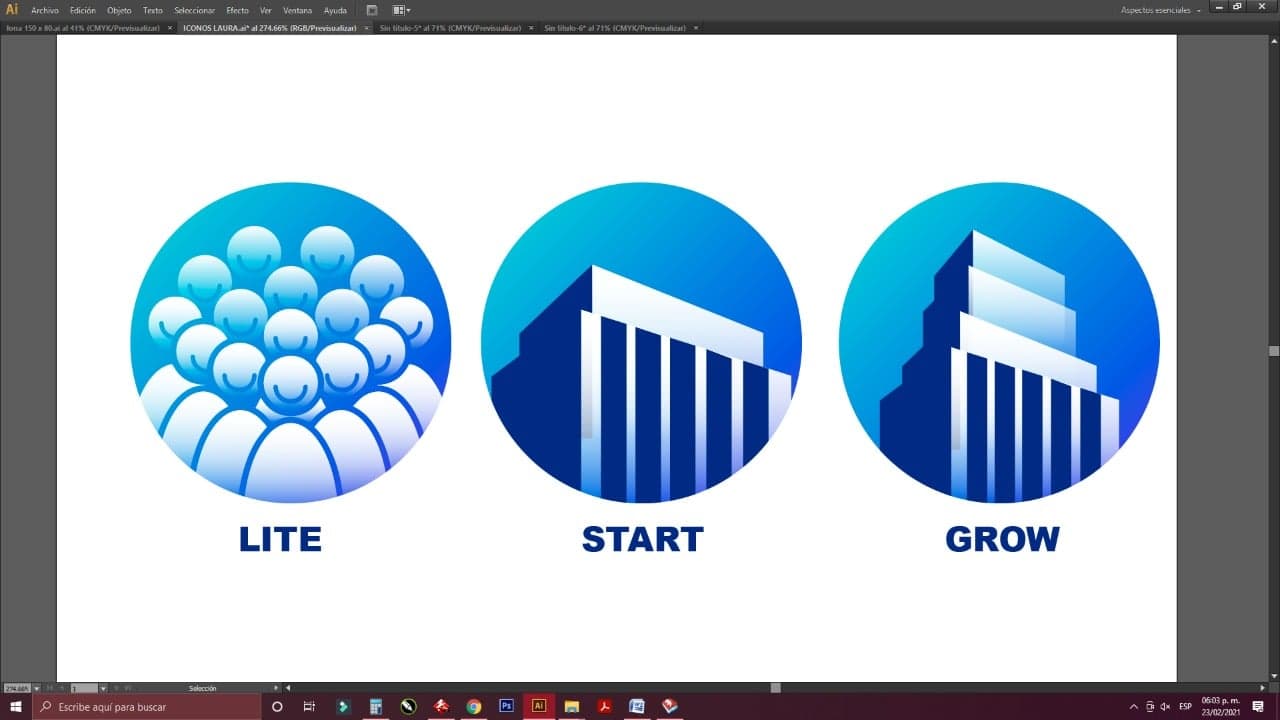 Ai Archivo Edición Objeto Texto Seleccionar Efecto Ver Ventana Ayuda Br Aspectos esenciales
lona 150 x 80.ai al 41% (CMYK/Previsualizar) × ICONOS LAURA.ai* al 274.66% (RGB/Previsualizar) × Sin título-5* al 71% (CMYK/Previsualizar) × Sin título-6* al 71% (CMYK/Previsualizar) ×
LITE START GROW
274.66% 1 Selección
Escribe aquí para buscar Ps Ai ESP 06:03 p. m.
23/02/2021